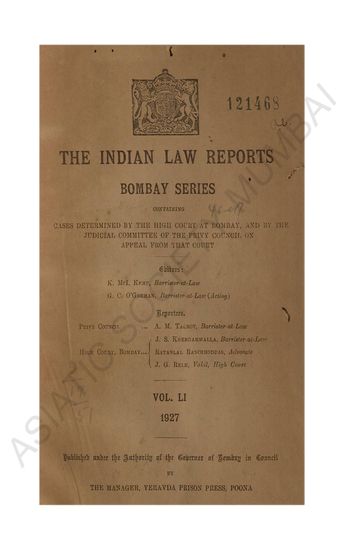 121468
THE INDIAN LAW REPORTS
BOMBAY SERIES
CONTAINING
CASES DETERMINED BY THE HIGH COURT AT BOMBAY, AND BY THE
JUDICIAL COMMITTEE OF THE PRIVY COUNCIL ON
APPEAL FROM THAT COURT
Editors:
K. McI. KEMP, Barrister-at-Law
G. C. O'GORMAN, Barrister-at-Law (Acting)
Reporters.
PRIVY COUNCIL ... A. M. TALBOT, Barrister-at-Law
J. S. KHERGAMWALLA, Barrister-at-Law
HIGH COURT, BOMBAY... RATANLAL RANCHHODDAS, Advocate
J. G. RELE, Vakil, High Court
VOL. LI
1927
Published under the Authority of the Governor of Bombay in Council
BY
THE MANAGER, YERAVDA PRISON PRESS, POONA
ASIATIC SOCIETY MUMBAI